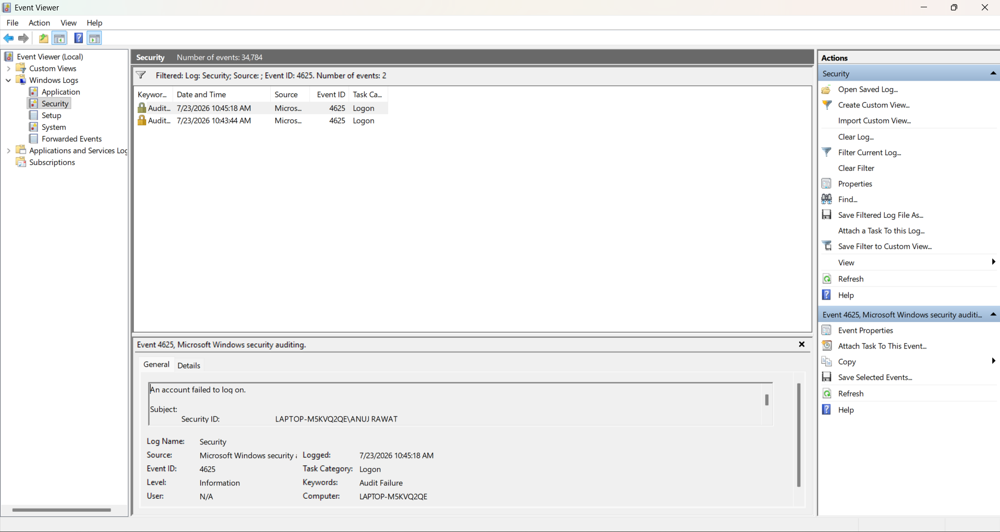 Event Viewer
File Action View Help
Event Viewer (Local)
Custom Views
Windows Logs
Application
Security
Setup
System
Forwarded Events
Applications and Services Log
Subscriptions
Security Number of events: 34,784
Filtered: Log: Security; Source: ; Event ID: 4625. Number of events: 2
Keywor... Date and Time Source Event ID Task Ca...
Audit... 7/23/2026 10:45:18 AM Micros... 4625 Logon
Audit... 7/23/2026 10:43:44 AM Micros... 4625 Logon
Event 4625, Microsoft Windows security auditing.
General Details
An account failed to log on.
Subject:
Security ID: LAPTOP-M5KVQ2QE\ANUJ RAWAT
Log Name: Security
Source: Microsoft Windows security Logged: 7/23/2026 10:45:18 AM
Event ID: 4625 Task Category: Logon
Level: Information Keywords: Audit Failure
User: N/A Computer: LAPTOP-M5KVQ2QE
Actions
Security
Open Saved Log...
Create Custom View...
Import Custom View...
Clear Log...
Filter Current Log...
Clear Filter
Properties
Find...
Save Filtered Log File As...
Attach a Task To this Log...
Save Filter to Custom View...
View
Refresh
Help
Event 4625, Microsoft Windows security auditi...
Event Properties
Attach Task To This Event...
Copy
Save Selected Events...
Refresh
Help